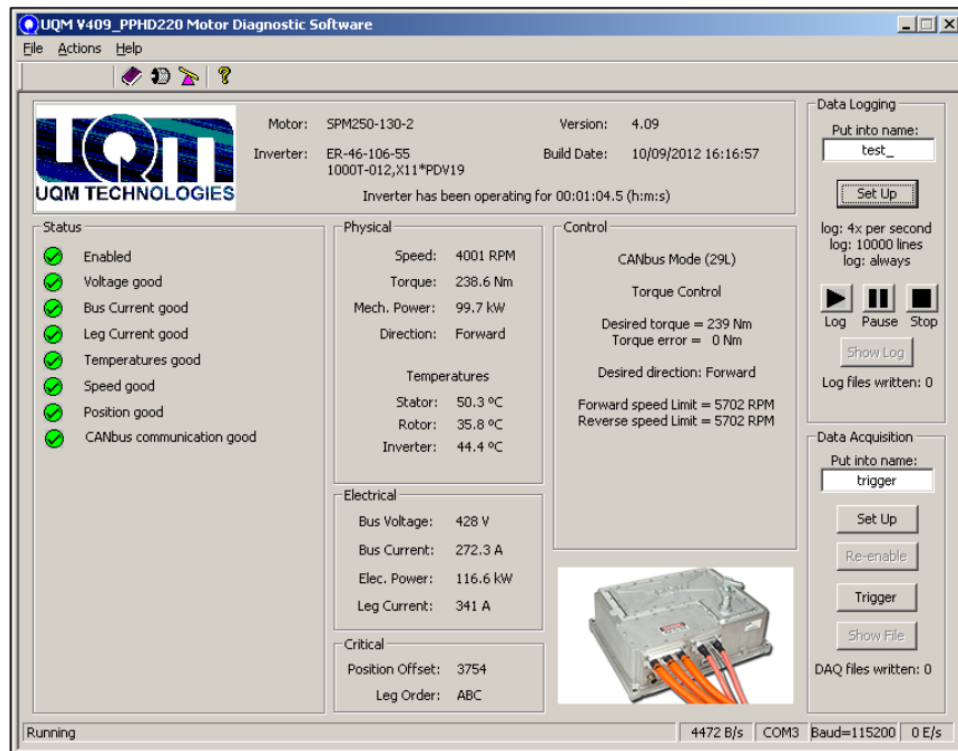 UQM V409_PPHD220 Motor Diagnostic Software
File Actions Help
UQM
UQM TECHNOLOGIES
Motor: SPM250-130-2 Version: 4.09
Inverter: ER-46-106-55 Build Date: 10/09/2012 16:16:57
1000T-012,X11*PDV19
Inverter has been operating for 00:01:04.5 (h:m:s)
Status
Enabled
Voltage good
Bus Current good
Leg Current good
Temperatures good
Speed good
Position good
CANbus communication good
Physical
Speed: 4001 RPM
Torque: 238.6 Nm
Mech. Power: 99.7 kW
Direction: Forward
Temperatures
Stator: 50.3 ºC
Rotor: 35.8 ºC
Inverter: 44.4 ºC
Electrical
Bus Voltage: 428 V
Bus Current: 272.3 A
Elec. Power: 116.6 kW
Leg Current: 341 A
Critical
Position Offset: 3754
Leg Order: ABC
Control
CANbus Mode (29L)
Torque Control
Desired torque = 239 Nm
Torque error = 0 Nm
Desired direction: Forward
Forward speed Limit = 5702 RPM
Reverse speed Limit = 5702 RPM
Data Logging
Put into name:
test_
Set Up
log: 4x per second
log: 10000 lines
log: always
Log Pause Stop
Show Log
Log files written: 0
Data Acquisition
Put into name:
trigger
Set Up
Re-enable
Trigger
Show File
DAQ files written: 0
Running 4472 B/s COM3 Baud=115200 0 E/s